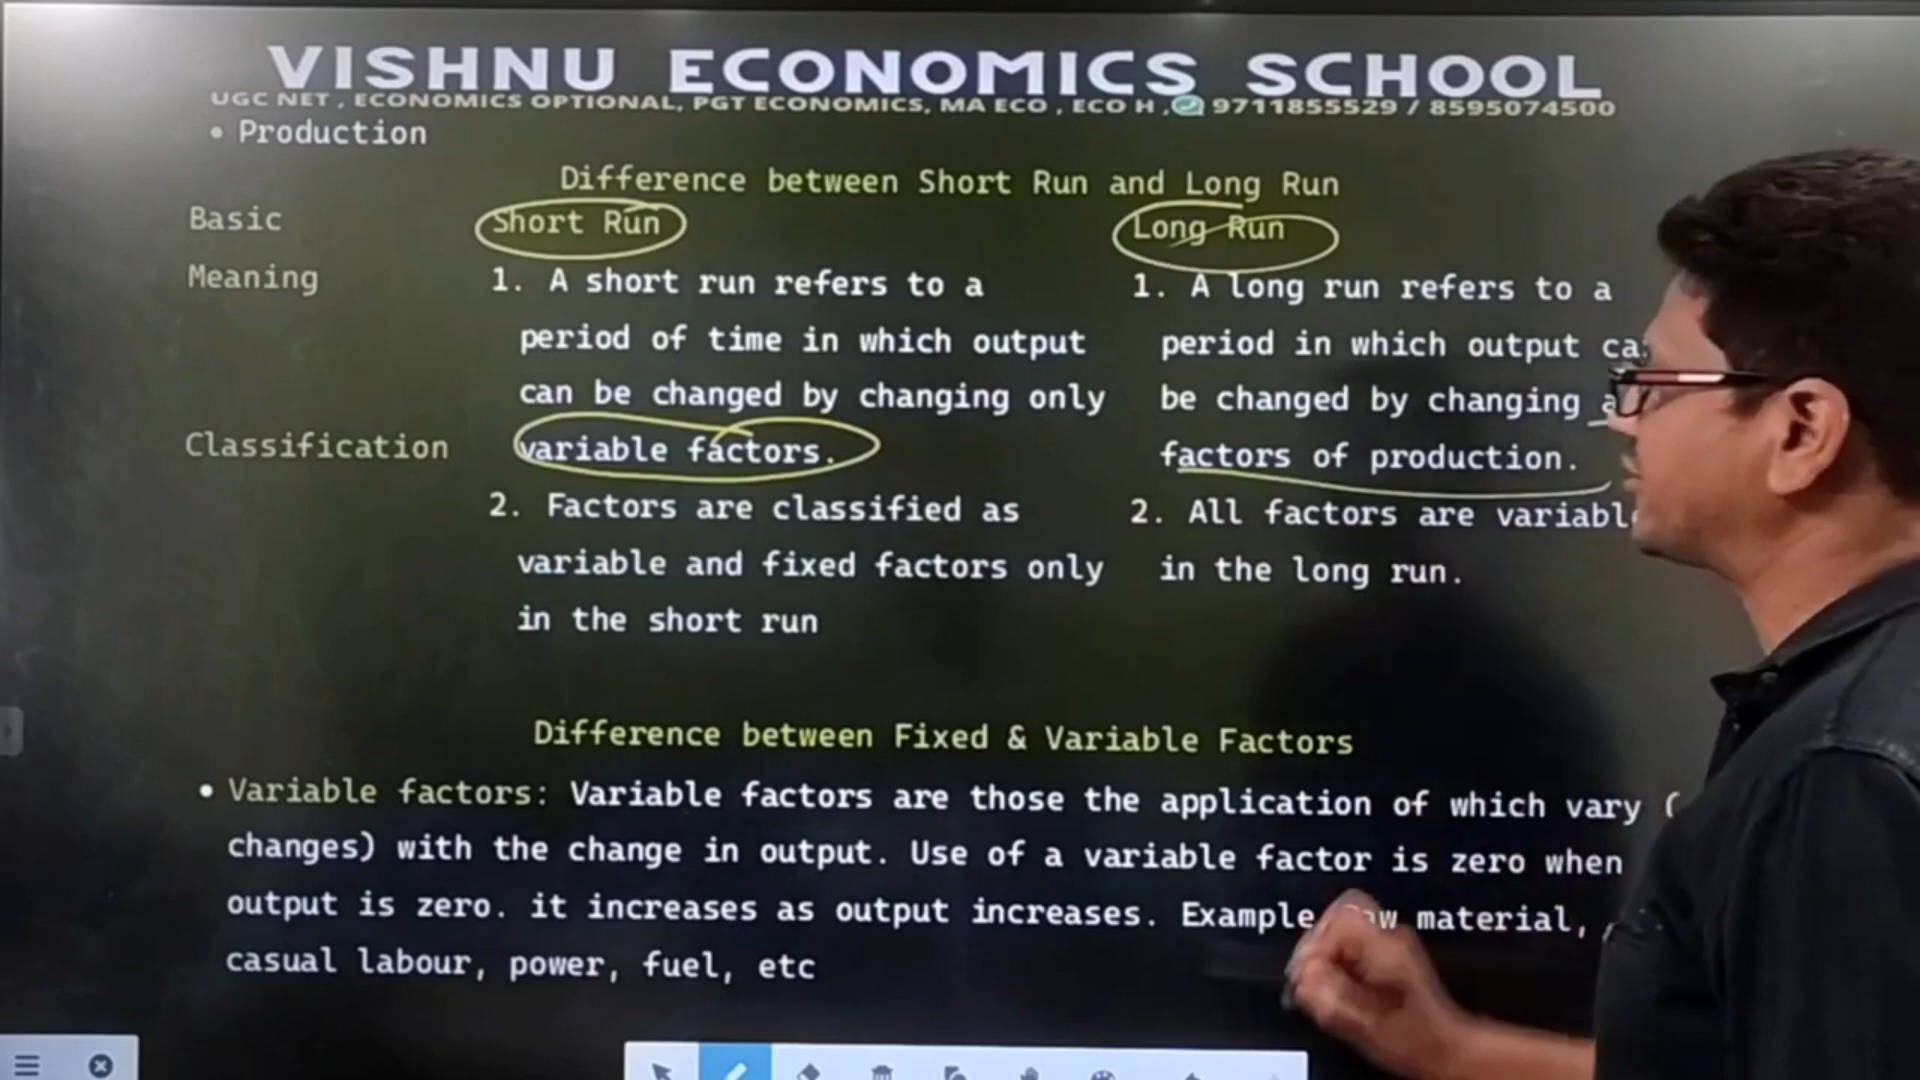 VISHNU ECONOMICS SCHOOL
UGC NET , ECONOMICS OPTIONAL, PGT ECONOMICS, MA ECO , ECO H , 9711855529 / 8595074500
• Production
Difference between Short Run and Long Run
Basic Short Run Long Run
Meaning 1. A short run refers to a
period of time in which output
can be changed by changing only
Classification variable factors.
2. Factors are classified as
variable and fixed factors only
in the short run
1. A long run refers to a
period in which output
be changed by changing
factors of production.
2. All factors are
in the long run.
Difference between Fixed & Variable Factors
• Variable factors: Variable factors are those the application of which vary (
changes) with the change in output. Use of a variable factor is zero when
output is zero. it increases as output increases. Example material,
casual labour, power, fuel, etc